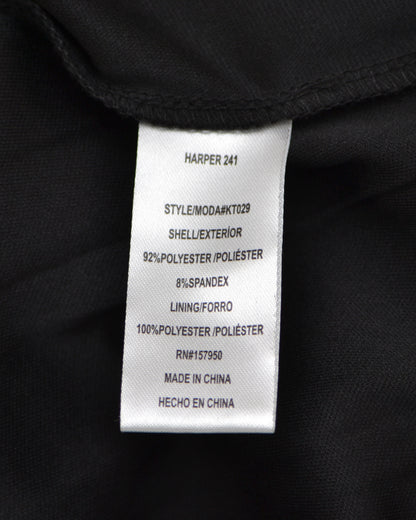 HARPER 241
STYLE/MODA#KT029
SHELL/EXTERÍOR
92%POLYESTER /POLIÉSTER
8%SPANDEX
LINING/FORRO
100%POLYESTER /POLIÉSTER
RN#157950
MADE IN CHINA
HECHO EN CHINA